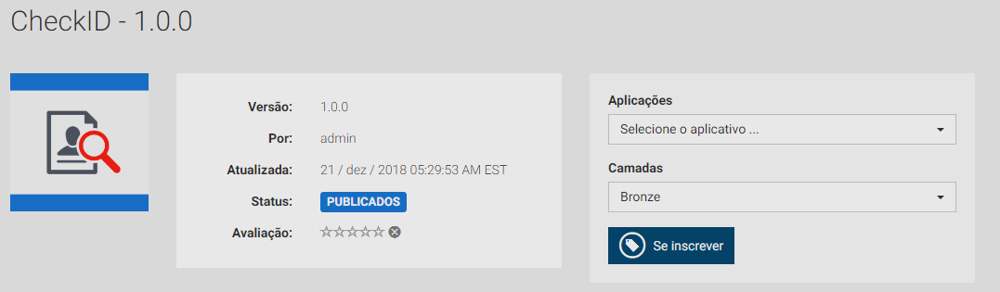 CheckID - 1.0.0
Versão: 1.0.0
Por: admin
Atualizada: 21 / dez / 2018 05:29:53 AM EST
Status: PUBLICADOS
Avaliação:
Aplicações
Selecione o aplicativo ...
Camadas
Bronze
Se inscrever